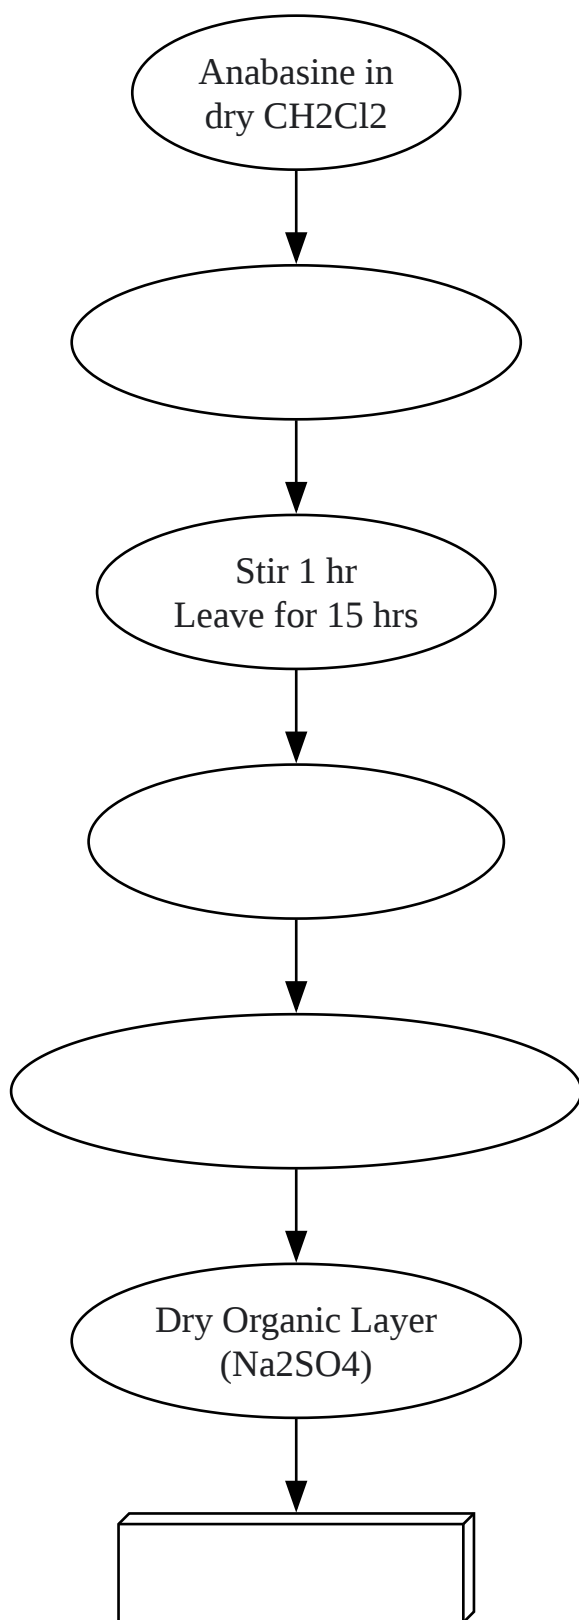 Anabasine in
dry CH2Cl2
Stir 1 hr
Leave for 15 hrs
Dry Organic Layer
(Na2SO4)